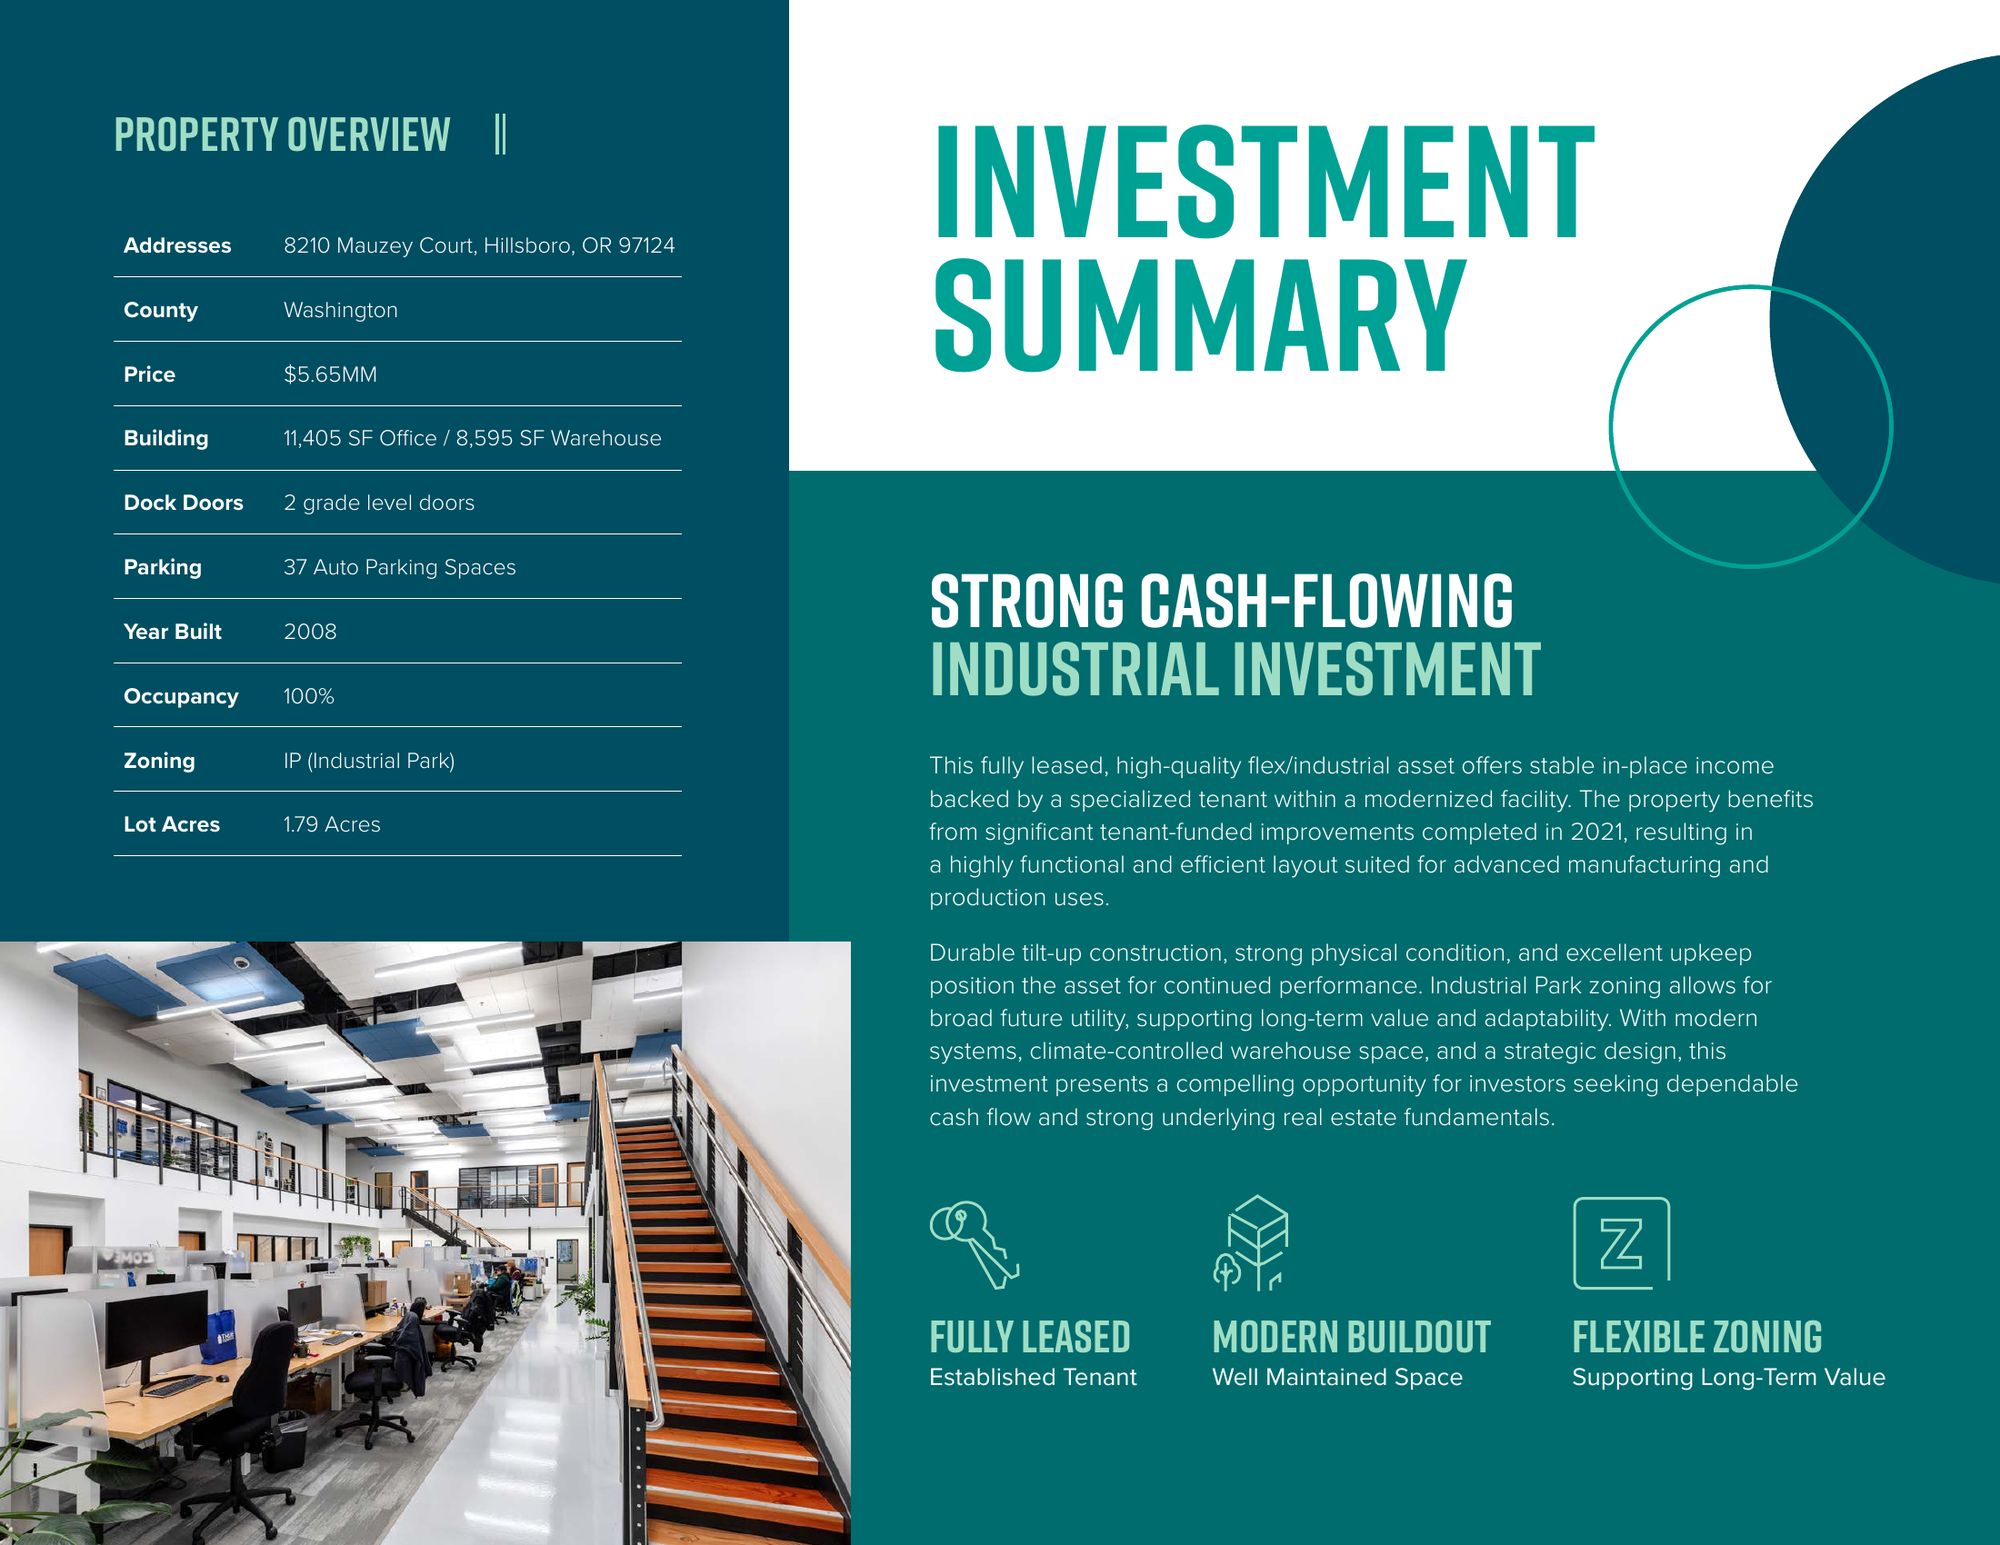 PROPERTY OVERVIEW
Addresses 8210 Mauzey Court, Hillsboro, OR 97124
County Washington
Price $5.65MM
Building 11,405 SF Office / 8,595 SF Warehouse
Dock Doors 2 grade level doors
Parking 37 Auto Parking Spaces
Year Built 2008
Occupancy 100%
Zoning IP (Industrial Park)
Lot Acres 1.79 Acres
INVESTMENT
SUMMARY
STRONG CASH-FLOWING
INDUSTRIAL INVESTMENT
This fully leased, high-quality flex/industrial asset offers stable in-place income
backed by a specialized tenant within a modernized facility. The property benefits
from significant tenant-funded improvements completed in 2021, resulting in
a highly functional and efficient layout suited for advanced manufacturing and
production uses.
Durable tilt-up construction, strong physical condition, and excellent upkeep
position the asset for continued performance. Industrial Park zoning allows for
broad future utility, supporting long-term value and adaptability. With modern
systems, climate-controlled warehouse space, and a strategic design, this
investment presents a compelling opportunity for investors seeking dependable
cash flow and strong underlying real estate fundamentals.
Z
FULLY LEASED
Established Tenant
MODERN BUILDOUT
Well Maintained Space
FLEXIBLE ZONING
Supporting Long-Term Value